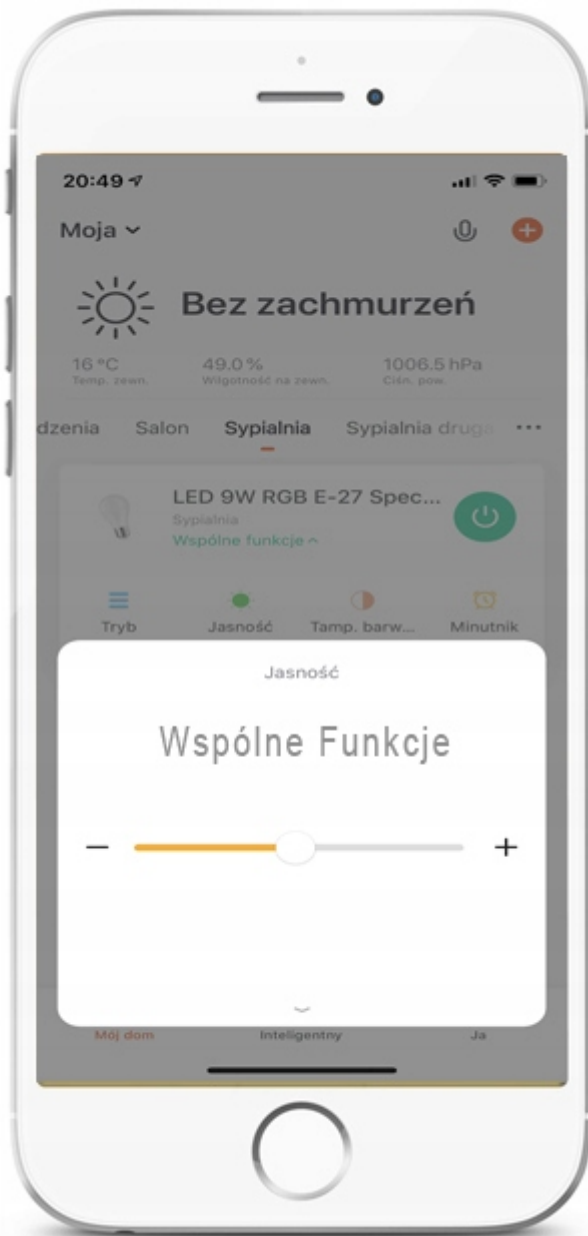 20:49
Moja
Bez zachmurzeń
16 °C 49.0 % 1006.5 hPa
Temp. zewn. Wilgotność na zewn. Ciśn. pow.
dzenia Salon Sypialnia Sypialnia druga ...
LED 9W RGB E-27 Spec...
Sypialnia
Wspólne funkcje
Tryb Jasność Tamp. barw... Minutnik
Jasność
Wspólne Funkcje
− +
Mój dom Inteligentny Ja